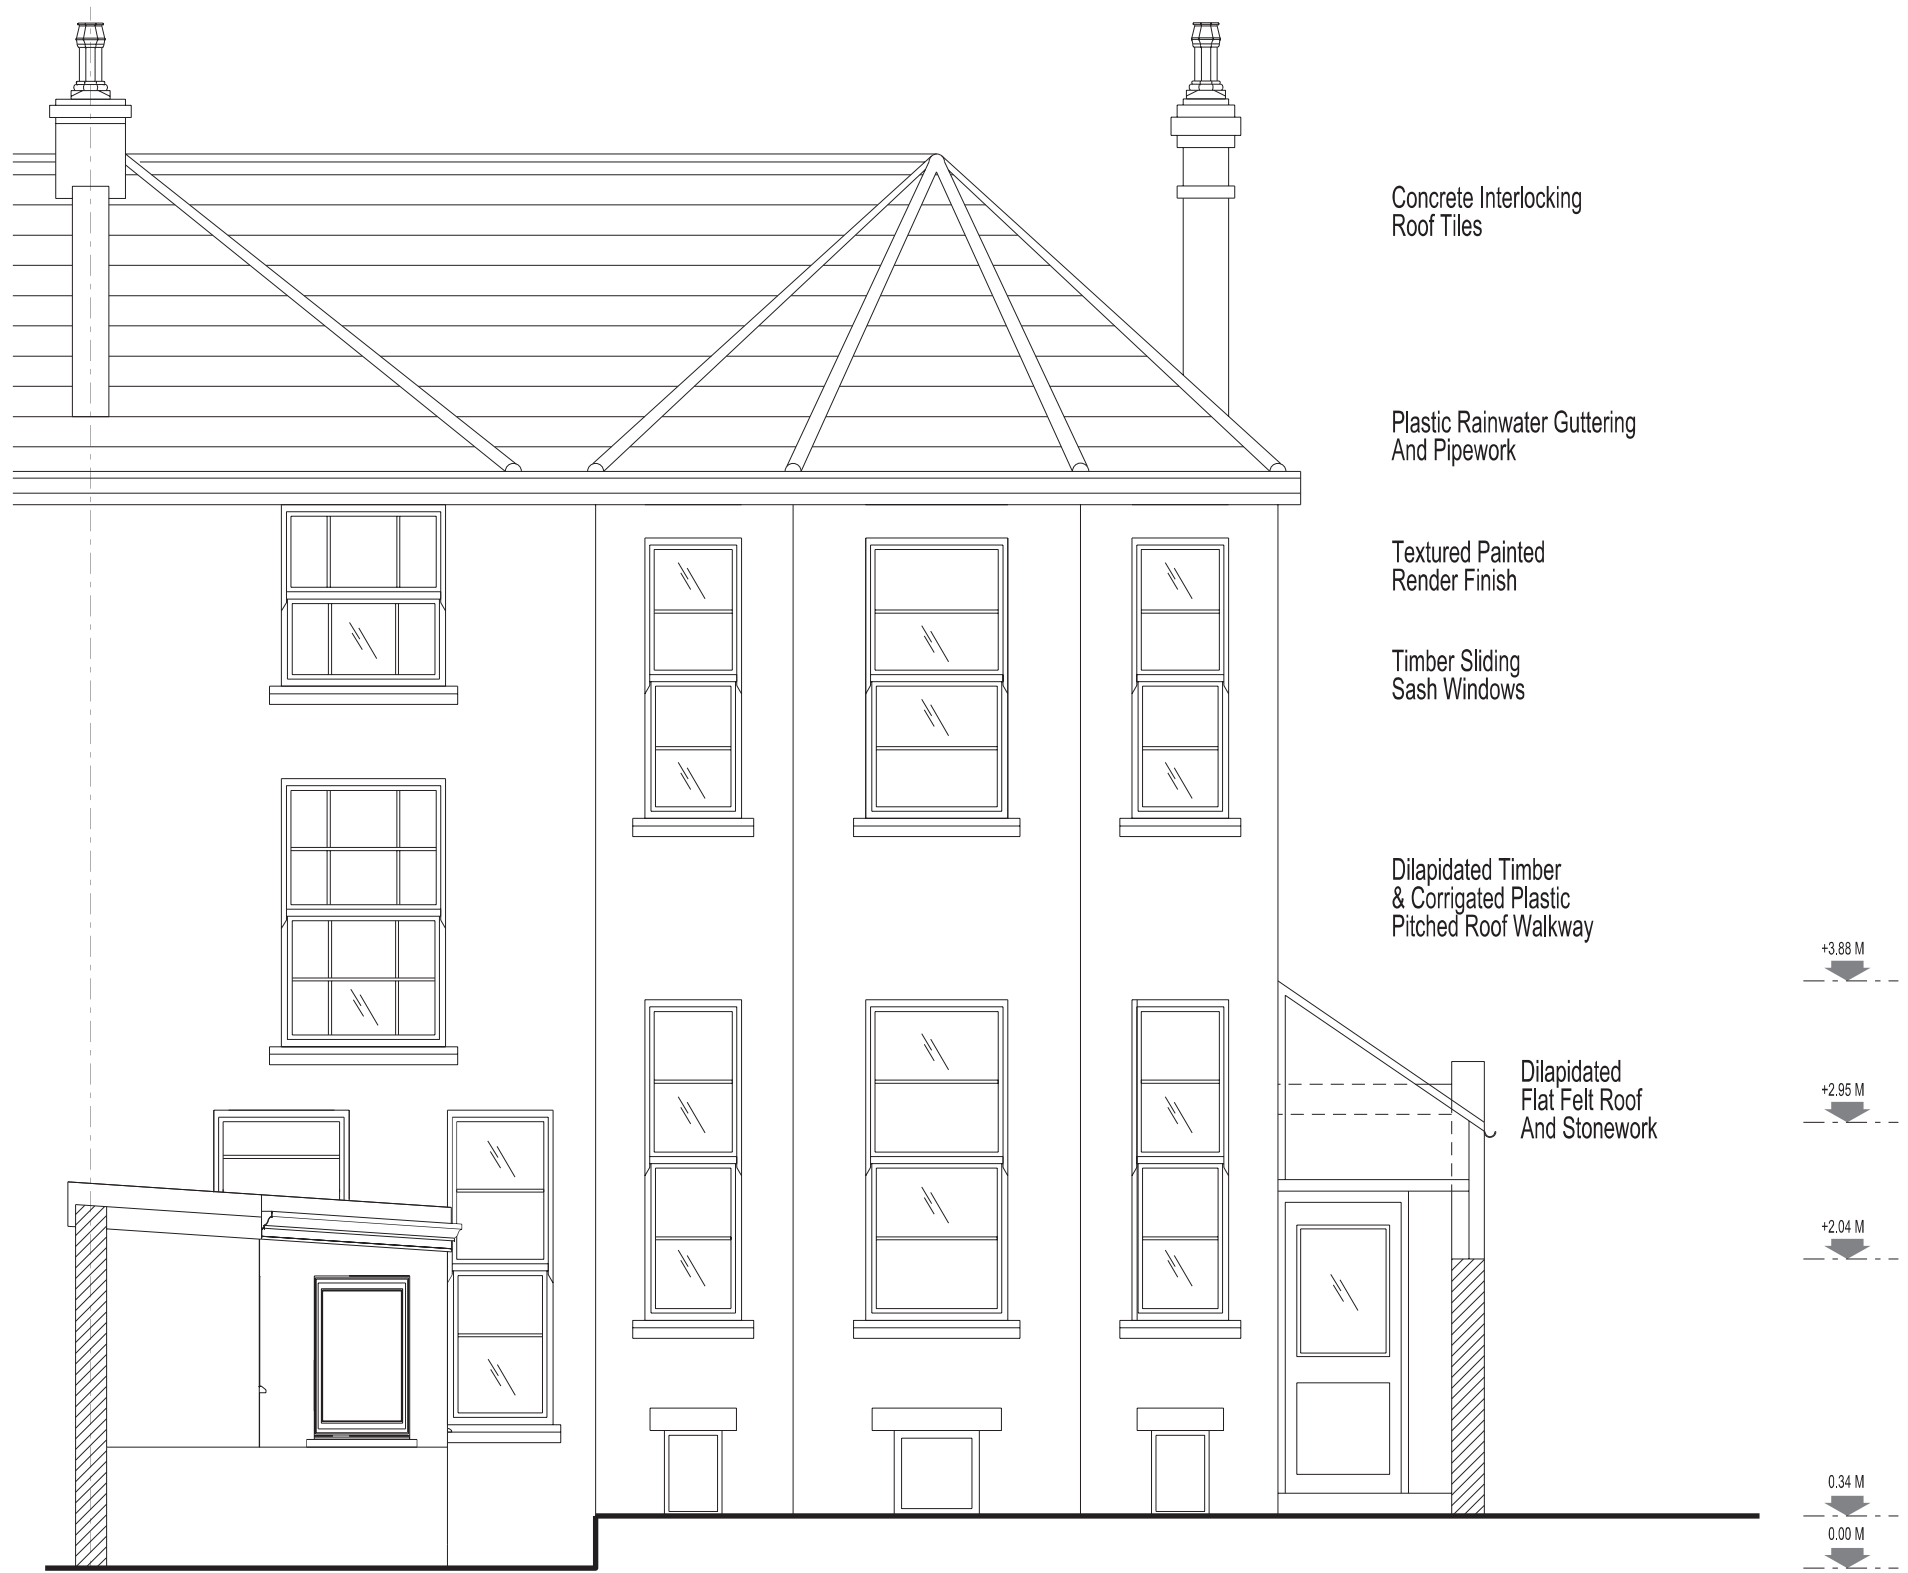 Concrete Interlocking
Roof Tiles
Plastic Rainwater Guttering
And Pipework
Textured Painted
Render Finish
Timber Sliding
Sash Windows
Dilapidated Timber
& Corrigated Plastic
Pitched Roof Walkway
+3.88 M
Dilapidated
Flat Felt Roof
And Stonework
+2.95 M
+2.04 M
0.34 M
0.00 M